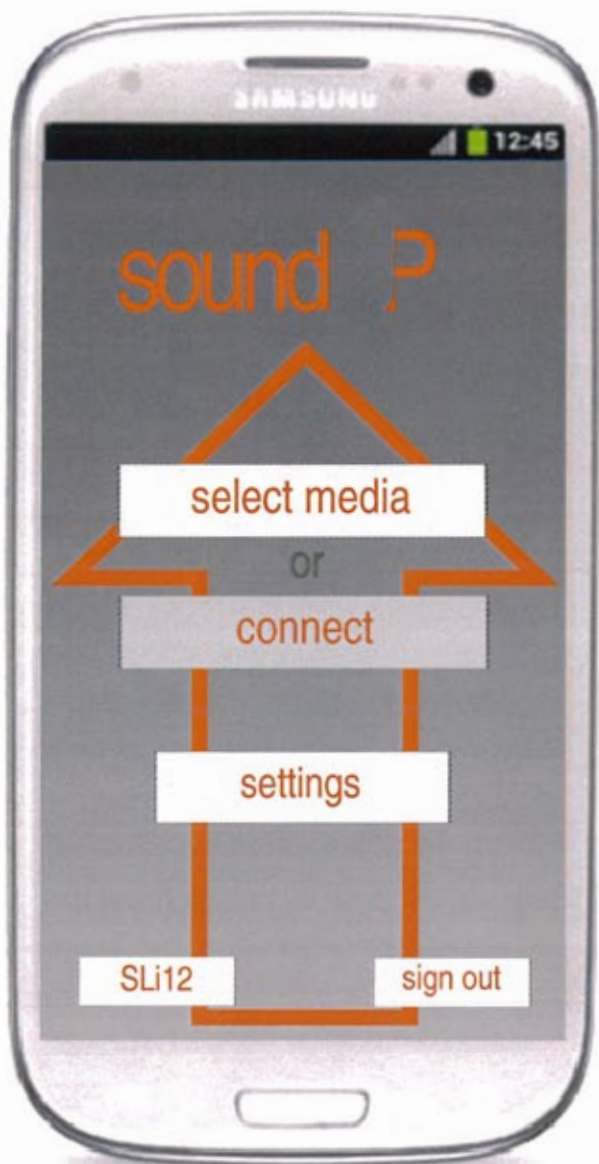 SAMSUNG
12:45
sound P
select media
or
connect
settings
SLi12
sign out